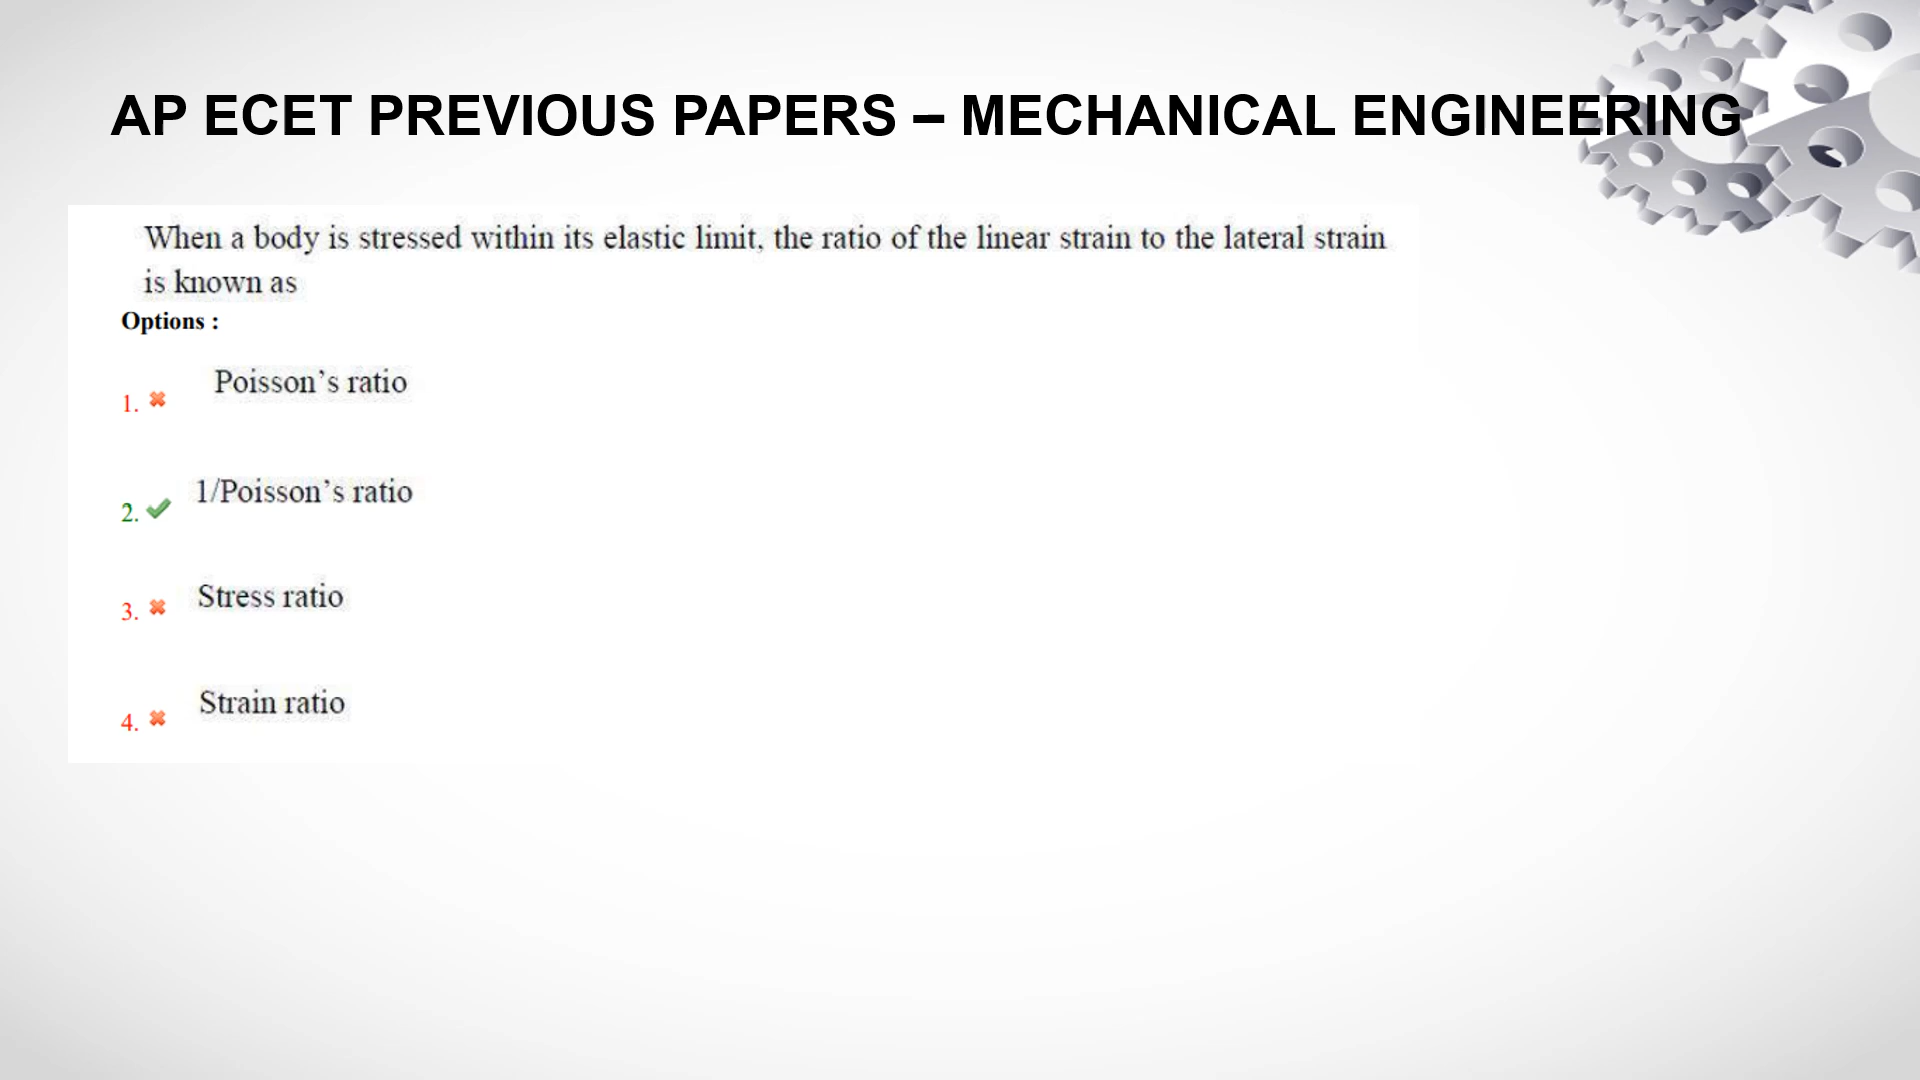 AP ECET PREVIOUS PAPERS – MECHANICAL ENGINEERING
When a body is stressed within its elastic limit, the ratio of the linear strain to the lateral strain
is known as
Options :
1. Poisson’s ratio
2. 1/Poisson’s ratio
3. Stress ratio
4. Strain ratio